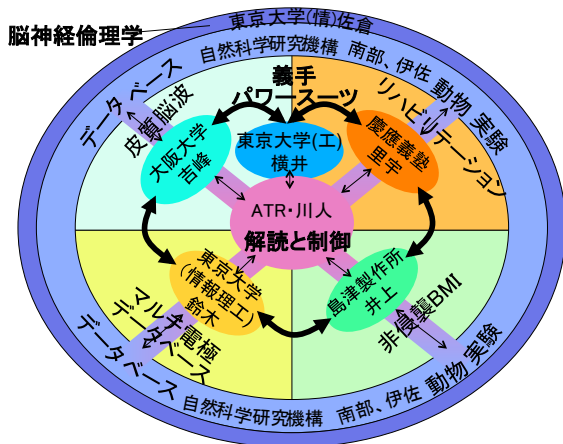 東京大学(情)佐倉
脳神経倫理学
自然科学研究機構 南部、伊佐
データベース
動物実験
義手
パワースーツ
皮質脳波
リハビリテーション
大阪大学
吉峰
東京大学(工)
横井
慶應義塾
里宇
ATR・川人
解読と制御
東京大学
(情報理工)
鈴木
島津製作所
井上
マルチ電極
データベース
非侵襲BMI
データベース
動物実験
自然科学研究機構 南部、伊佐